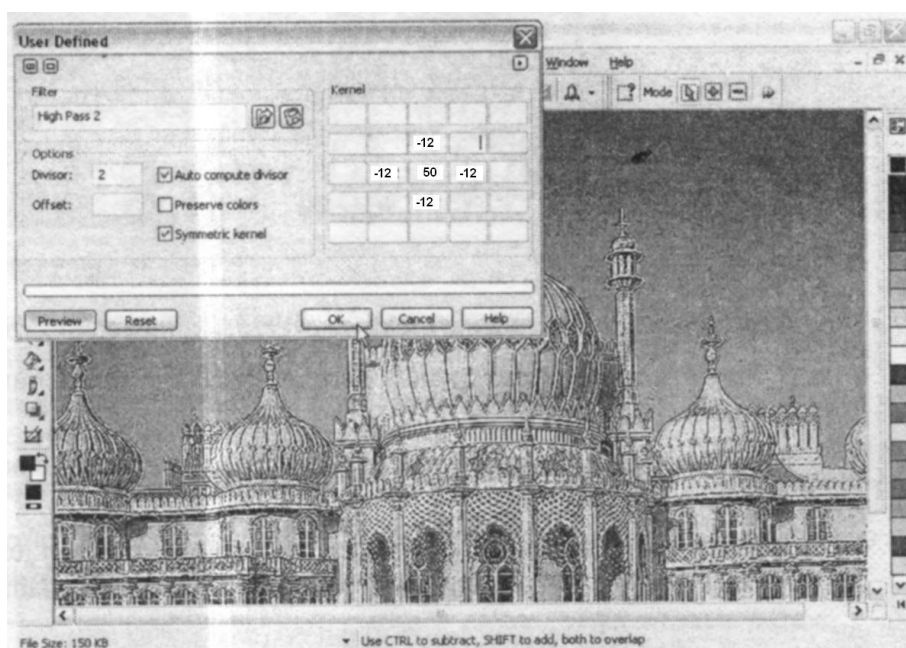 User Defined
Window Help
Filter
Kernel
High Pass 2
Mode
-12
Options
Divisor: 2
Auto compute divisor
-12 50 -12
Offset:
Preserve colors
-12
Symmetric kernel
Preview Reset OK Cancel Help
File Size: 150 KB
Use CTRL to subtract, SHIFT to add, both to overlap